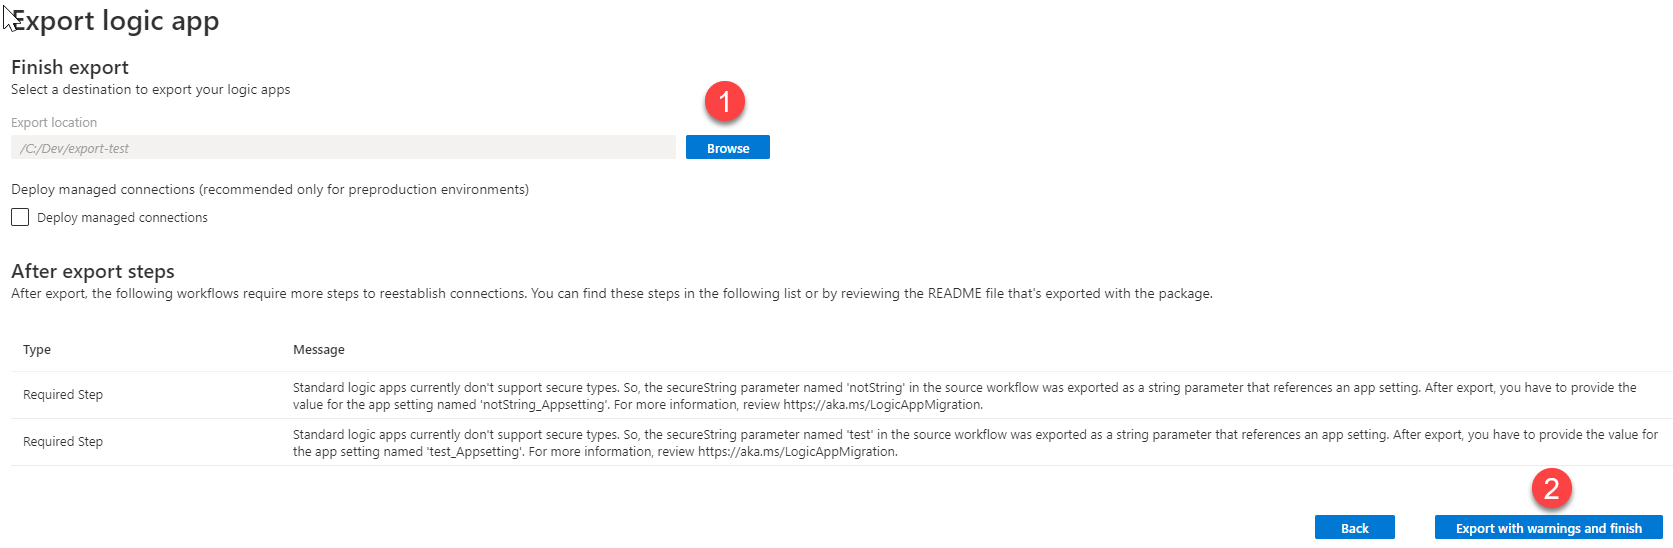 Export logic app
Finish export
Select a destination to export your logic apps
1
Export location
/C:/Dev/export-test
Browse
Deploy managed connections (recommended only for preproduction environments)
Deploy managed connections
After export steps
After export, the following workflows require more steps to reestablish connections. You can find these steps in the following list or by reviewing the README file that's exported with the package.
Type Message
Required Step
Standard logic apps currently don't support secure types. So, the secureString parameter named 'notString' in the source workflow was exported as a string parameter that references an app setting. After export, you have to provide the
value for the app setting named 'notString_Appsetting'. For more information, review https://aka.ms/LogicAppMigration.
Required Step
Standard logic apps currently don't support secure types. So, the secureString parameter named 'test' in the source workflow was exported as a string parameter that references an app setting. After export, you have to provide the value for
the app setting named 'test_Appsetting'. For more information, review https://aka.ms/LogicAppMigration.
2
Back
Export with warnings and finish